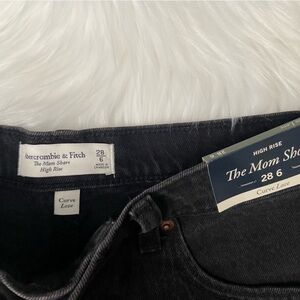 Abercrombie & Fitch
The Mom Short
High Rise
28
6
Curve
Love
HIGH RISE
The Mom Sho
28 6
Curve Love